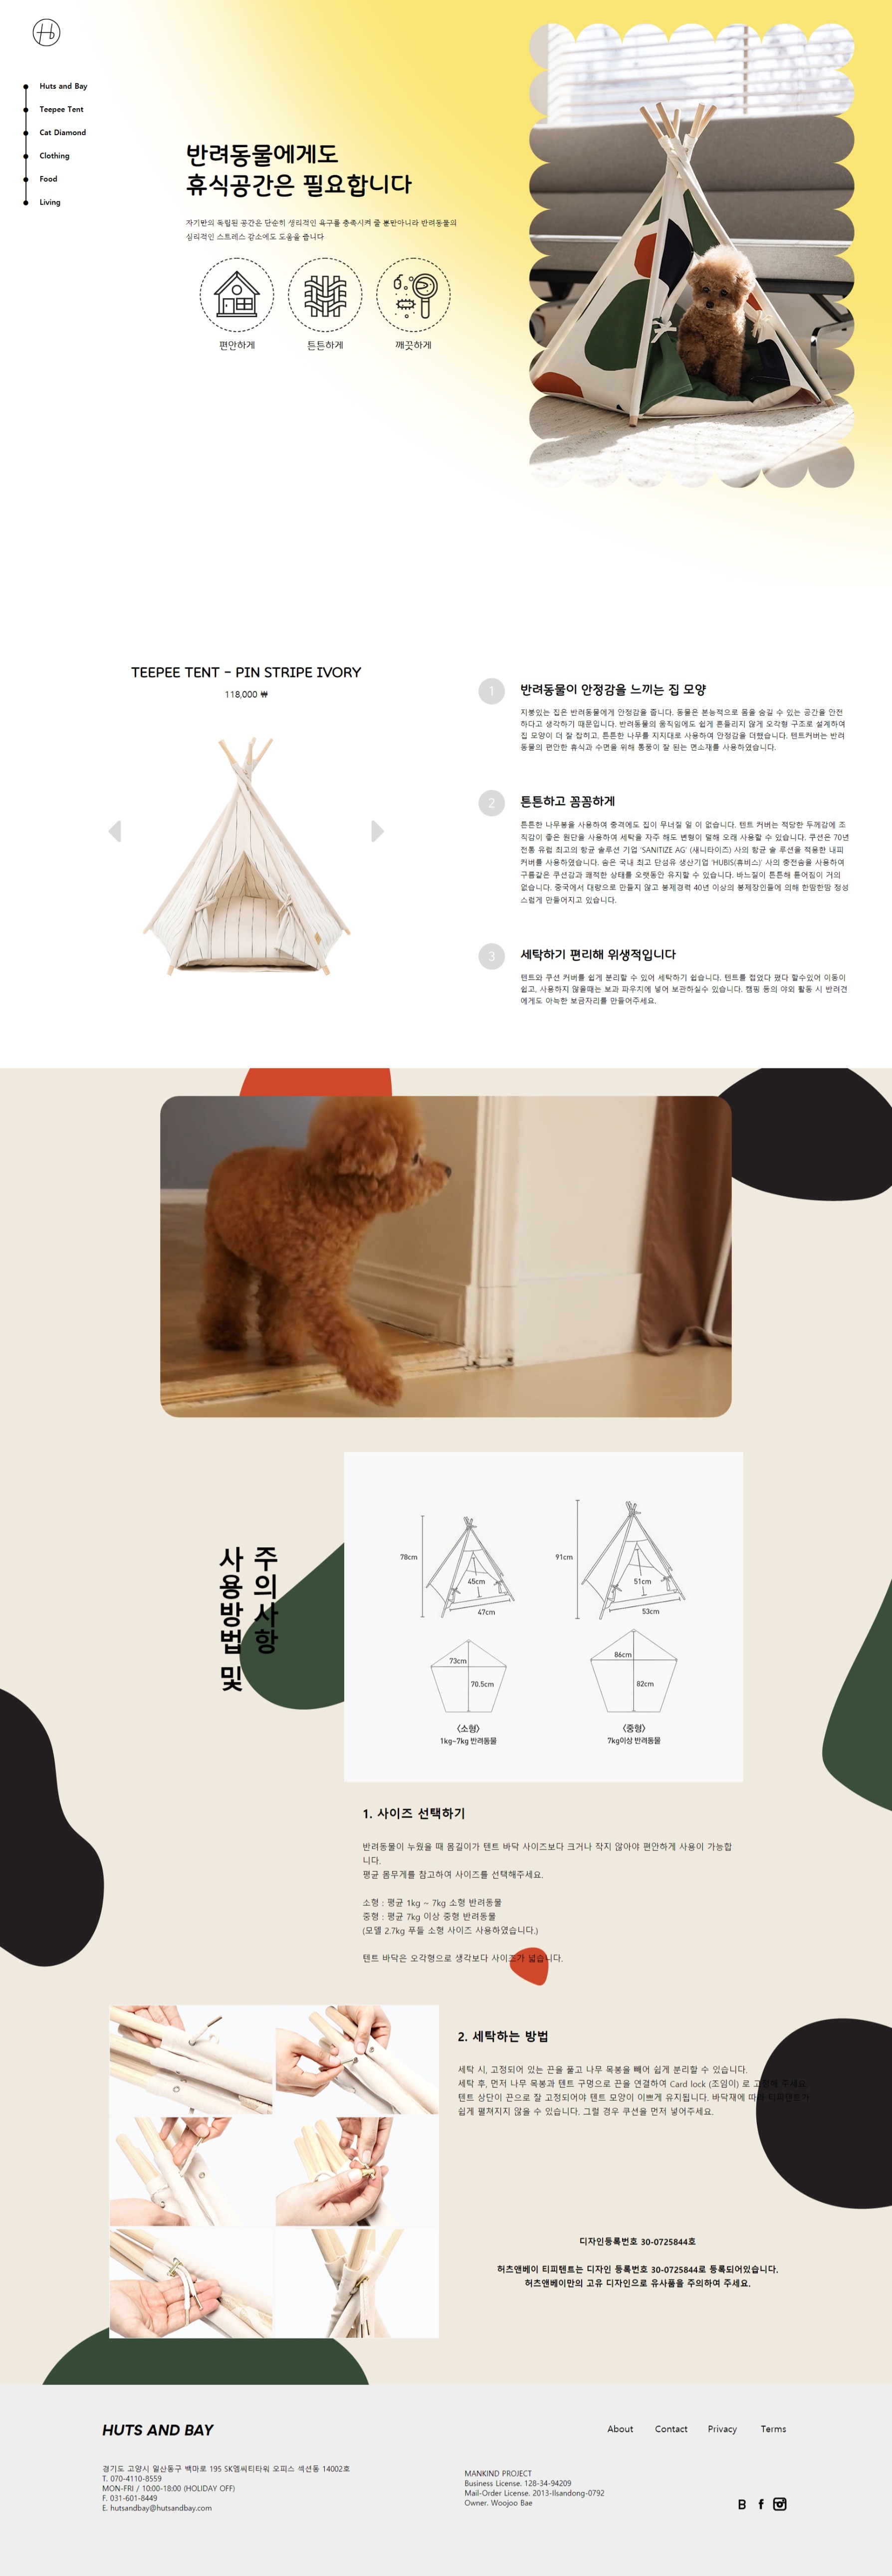 Hb
Huts and Bay
Teepee Tent
Cat Diamond
Clothing
Food
Living
반려동물에게도
휴식공간은 필요합니다
자기만의 독립된 공간은 단순히 생리적인 욕구를 충족시켜 줄 뿐만아니라 반려동물의
심리적인 스트레스 감소에도 도움을 줍니다
편안하게
튼튼하게
깨끗하게
TEEPEE TENT - PIN STRIPE IVORY
118,000 ₩
1
반려동물이 안정감을 느끼는 집 모양
지붕있는 집은 반려동물에게 안정감을 줍니다. 동물은 본능적으로 몸을 숨길 수 있는 공간을 안전
하다고 생각하기 때문입니다. 반려동물의 움직임에도 쉽게 흔들리지 않게 오각형 구조로 설계하여
집 모양이 더 잘 잡히고, 튼튼한 나무를 지지대로 사용하여 안정감을 더했습니다. 텐트커버는 반려
동물의 편안한 휴식과 수면을 위해 통풍이 잘 되는 면소재를 사용하였습니다.
2
튼튼하고 꼼꼼하게
튼튼한 나무봉을 사용하여 충격에도 집이 무너질 일 이 없습니다. 텐트 커버는 적당한 두께감에 조
직감이 좋은 원단을 사용하여 세탁을 자주 해도 변형이 덜해 오래 사용할 수 있습니다. 쿠션은 70년
전통 유럽 최고의 항균 솔루션 기업 'SANITIZE AG' (새니타이즈) 사의 항균 솔 루션을 적용한 내피
커버를 사용하였습니다. 솜은 국내 최고 단섬유 생산기업 'HUBIS(휴비스)' 사의 충전솜을 사용하여
구름같은 쿠션감과 쾌적한 상태를 오랫동안 유지할 수 있습니다. 바느질이 튼튼해 튿어짐이 거의
없습니다. 중국에서 대량으로 만들지 않고 봉제경력 40년 이상의 봉제장인들에 의해 한땀한땀 정성
스럽게 만들어지고 있습니다.
3
세탁하기 편리해 위생적입니다
텐트와 쿠션 커버를 쉽게 분리할 수 있어 세탁하기 쉽습니다. 텐트를 접었다 폈다 할수있어 이동이
쉽고, 사용하지 않을때는 보과 파우치에 넣어 보관하실수 있습니다. 캠핑 등의 야외 활동 시 반려견
에게도 아늑한 보금자리를 만들어주세요.
사용방법 및
주의사항
78cm
45cm
47cm
91cm
51cm
53cm
73cm
70.5cm
86cm
82cm
<소형>
1kg~7kg 반려동물
<중형>
7kg이상 반려동물
1. 사이즈 선택하기
반려동물이 누웠을 때 몸길이가 텐트 바닥 사이즈보다 크거나 작지 않아야 편안하게 사용이 가능합
니다.
평균 몸무게를 참고하여 사이즈를 선택해주세요.
소형 : 평균 1kg ~ 7kg 소형 반려동물
중형 : 평균 7kg 이상 중형 반려동물
(모델 2.7kg 푸들 소형 사이즈 사용하였습니다.)
텐트 바닥은 오각형으로 생각보다 사이즈가 넓습니다.
2. 세탁하는 방법
세탁 시, 고정되어 있는 끈을 풀고 나무 목봉을 빼어 쉽게 분리할 수 있습니다.
세탁 후, 먼저 나무 목봉과 텐트 구멍으로 끈을 연결하여 Card lock (조임이) 로 고정해 주세요.
텐트 상단이 끈으로 잘 고정되어야 텐트 모양이 이쁘게 유지됩니다. 바닥재에 따라 티피텐트가
쉽게 펼쳐지지 않을 수 있습니다. 그럴 경우 쿠션을 먼저 넣어주세요.
디자인등록번호 30-0725844호
허츠앤베이 티피텐트는 디자인 등록번호 30-0725844로 등록되어있습니다.
허츠앤베이만의 고유 디자인으로 유사품을 주의하여 주세요.
HUTS AND BAY
About
Contact
Privacy
Terms
경기도 고양시 일산동구 백마로 195 SK엠씨티타워 오피스 섹션동 14002호
T. 070-4110-8559
MON-FRI / 10:00-18:00 (HOLIDAY OFF)
F. 031-601-8449
E. hutsandbay@hutsandbay.com
MANKIND PROJECT
Business License. 128-34-94209
Mail-Order License. 2013-Ilsandong-0792
Owner. Woojoo Bae
B
f